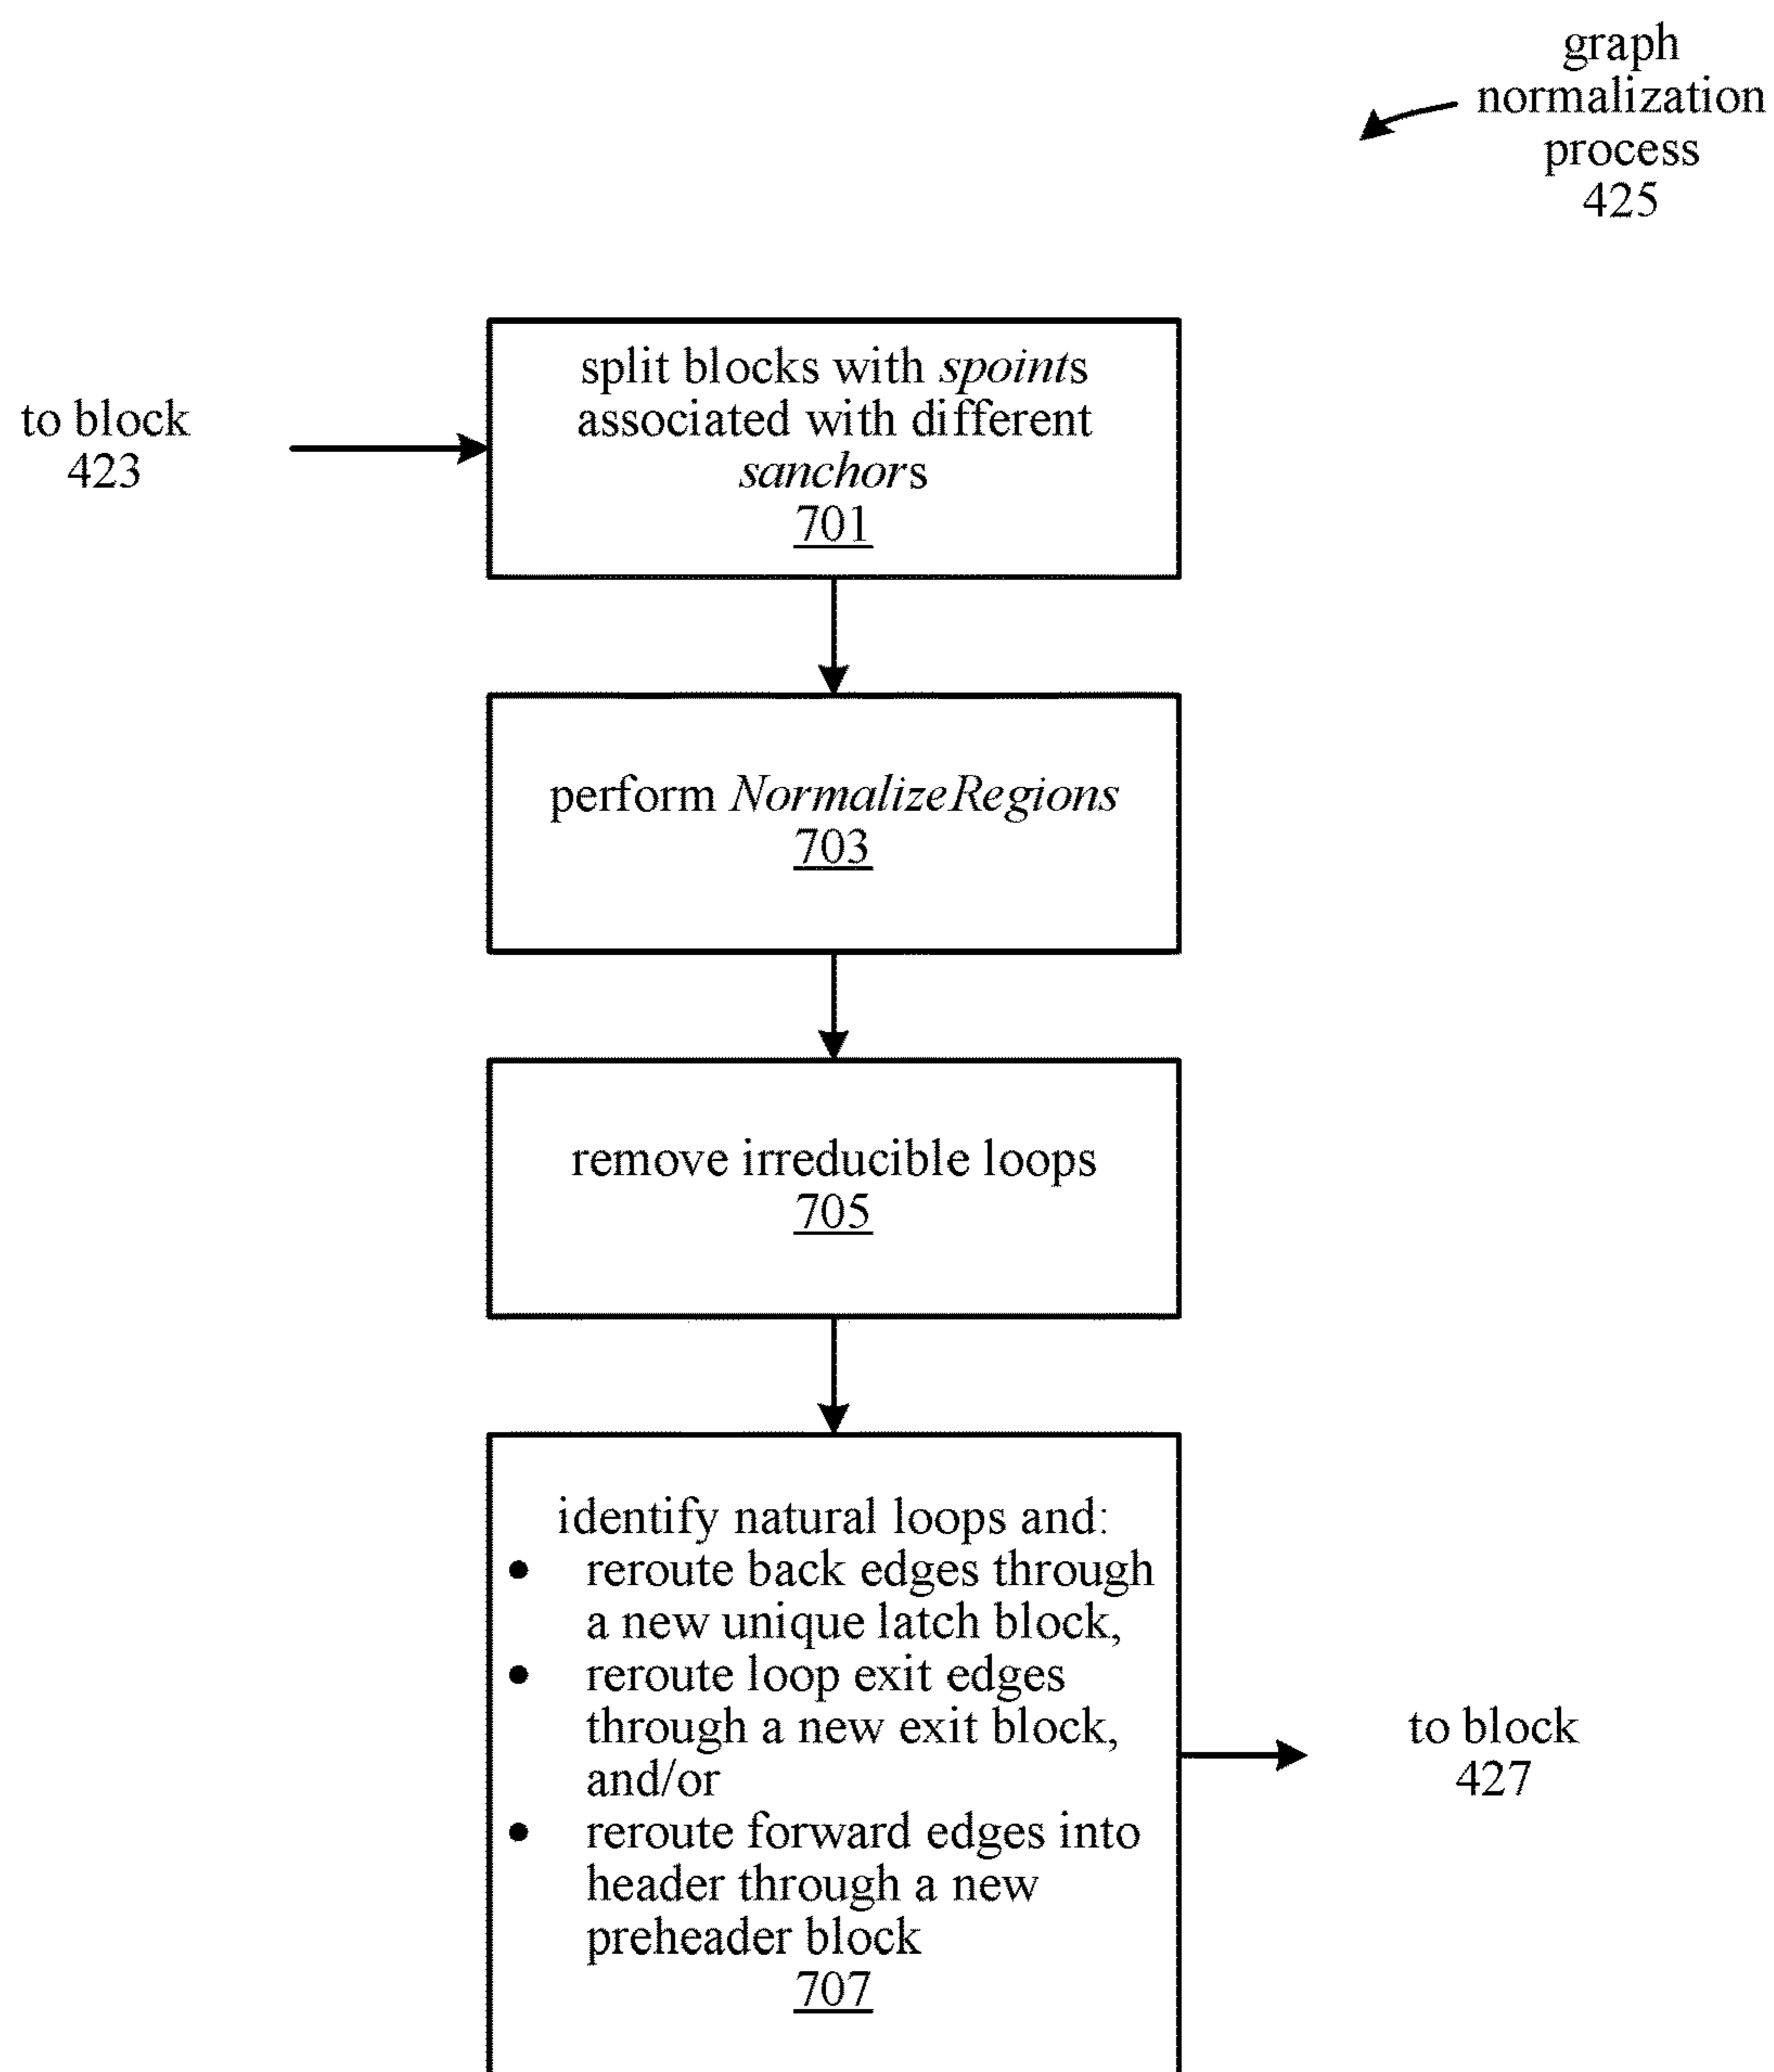 graph
normalization
process
425
to block
423
split blocks with spoints
associated with different
sanchors
701
perform NormalizeRegions
703
remove irreducible loops
705
identify natural loops and:
• reroute back edges through
a new unique latch block,
• reroute loop exit edges
through a new exit block,
and/or
• reroute forward edges into
header through a new
preheader block
707
to block
427